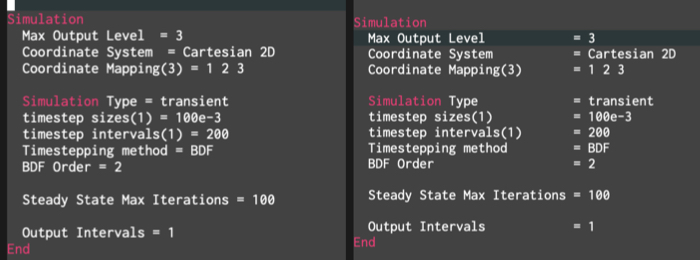 Simulation
Max Output Level = 3
Coordinate System = Cartesian 2D
Coordinate Mapping(3) = 1 2 3
Simulation Type = transient
timestep sizes(1) = 100e-3
timestep intervals(1) = 200
Timestepping method = BDF
BDF Order = 2
Steady State Max Iterations = 100
Output Intervals = 1
End
Simulation
Max Output Level = 3
Coordinate System = Cartesian 2D
Coordinate Mapping(3) = 1 2 3
Simulation Type = transient
timestep sizes(1) = 100e-3
timestep intervals(1) = 200
Timestepping method = BDF
BDF Order = 2
Steady State Max Iterations = 100
Output Intervals = 1
End